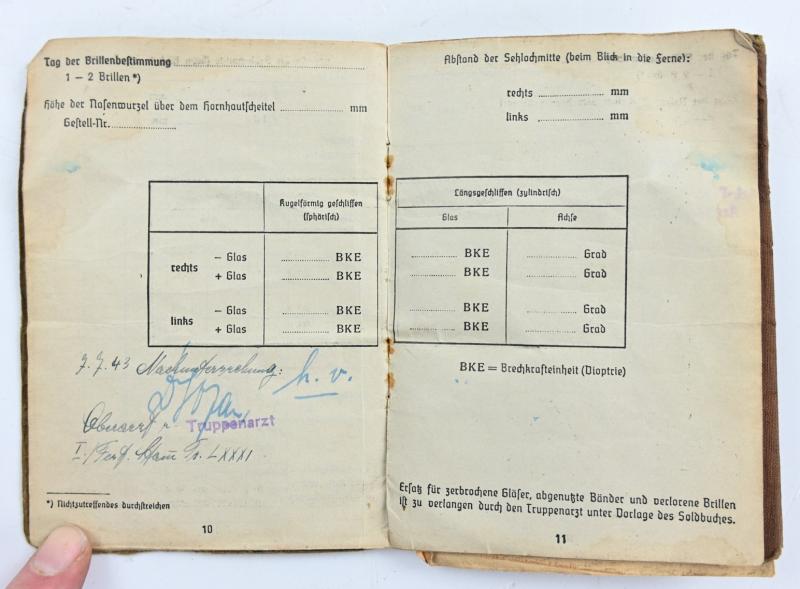 Tag der Brillenbestimmung
1 – 2 Brillen *)
Höhe der Nasenwurzel über dem Hornhautscheitel .................. mm
Gestell-Nr...................
Kugelförmig geschliffen
(sphärisch)
rechts
– Glas ............. BKE
+ Glas ............. BKE
links
– Glas ............. BKE
+ Glas ............. BKE
7.7.43 Nachuntersuchung: k. v.
Oberarzt u. Truppenarzt
*) Nichtzutreffendes durchstreichen
10
Abstand der Sehlochmitte (beim Blick in die Ferne):
rechts .................. mm
links .................. mm
Längsgeschliffen (zylindrisch)
Glas Achse
............. BKE ............. Grad
............. BKE ............. Grad
............. BKE ............. Grad
............. BKE ............. Grad
BKE = Brechkrafteinheit (Dioptrie)
Ersatz für zerbrochene Gläser, abgenutzte Bänder und verlorene Brillen
ist zu verlangen durch den Truppenarzt unter Vorlage des Soldbuches.
11